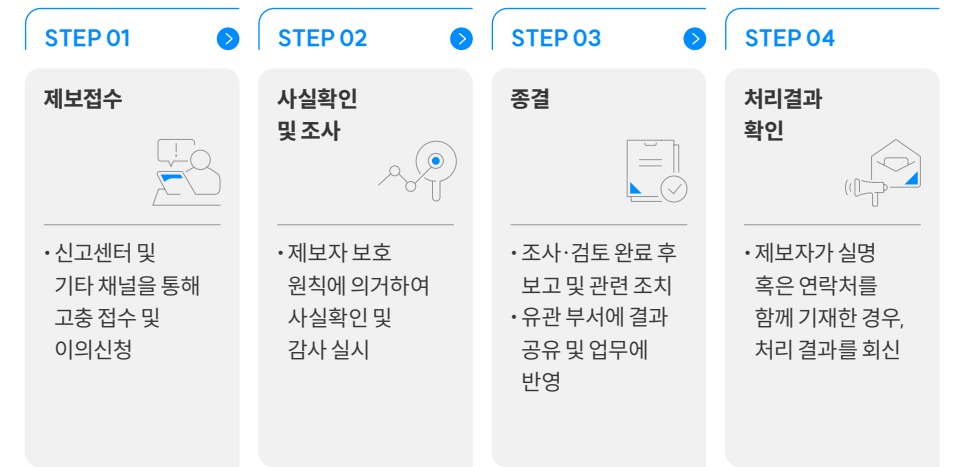 STEP 01
제보접수
• 신고센터 및
기타 채널을 통해
고충 접수 및
이의신청
STEP 02
사실확인
및 조사
• 제보자 보호
원칙에 의거하여
사실확인 및
감사 실시
STEP 03
종결
• 조사·검토 완료 후
보고 및 관련 조치
• 유관 부서에 결과
공유 및 업무에
반영
STEP 04
처리결과
확인
• 제보자가 실명
혹은 연락처를
함께 기재한 경우,
처리 결과를 회신